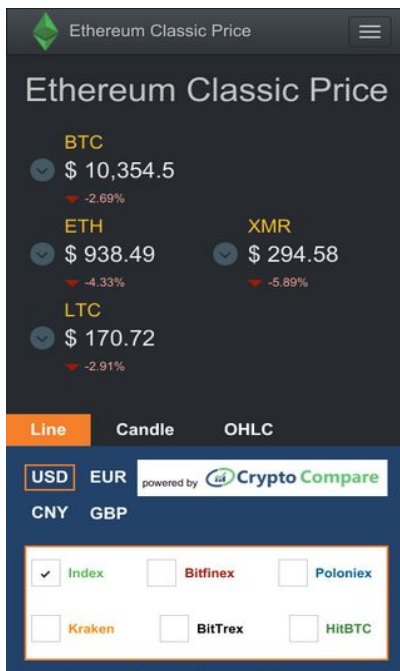 Ethereum Classic Price
Ethereum Classic Price
BTC
$ 10,354.5
-2.69%
ETH XMR
$ 938.49 $ 294.58
-4.33% -5.89%
LTC
$ 170.72
-2.91%
Line Candle OHLC
USD EUR powered by Crypto Compare
CNY GBP
Index Bitfinex Poloniex
Kraken BitTrex HitBTC